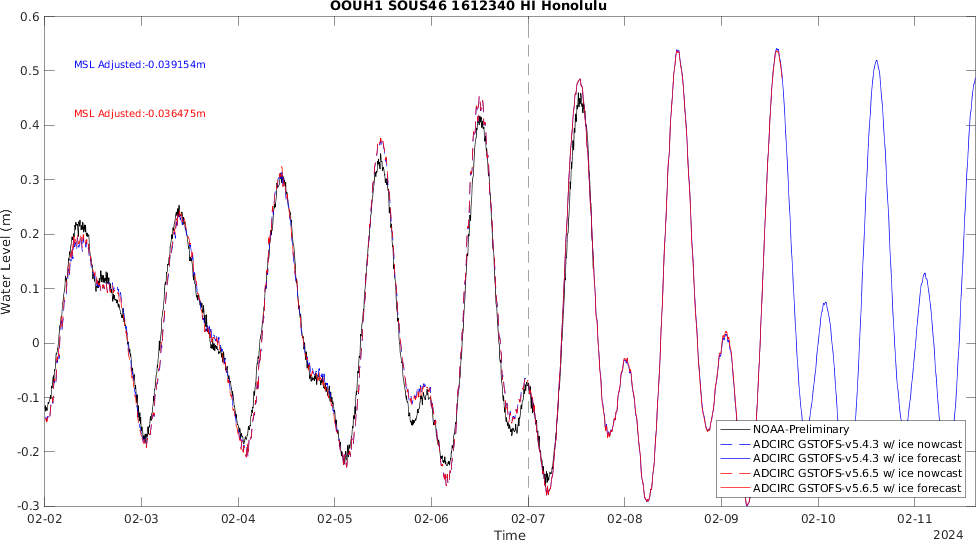 OOUH1 SOUS46 1612340 HI Honolulu
MSL Adjusted:-0.039154m
MSL Adjusted:-0.036475m
0.6
0.5
0.4
0.3
0.2
0.1
0
-0.1
-0.2
-0.3
Water Level (m)
NOAA-Preliminary
ADCIRC GSTOFS-v5.4.3 w/ ice nowcast
ADCIRC GSTOFS-v5.4.3 w/ ice forecast
ADCIRC GSTOFS-v5.6.5 w/ ice nowcast
ADCIRC GSTOFS-v5.6.5 w/ ice forecast
02-02 02-03 02-04 02-05 02-06 02-07 02-08 02-09 02-10 02-11
Time
2024